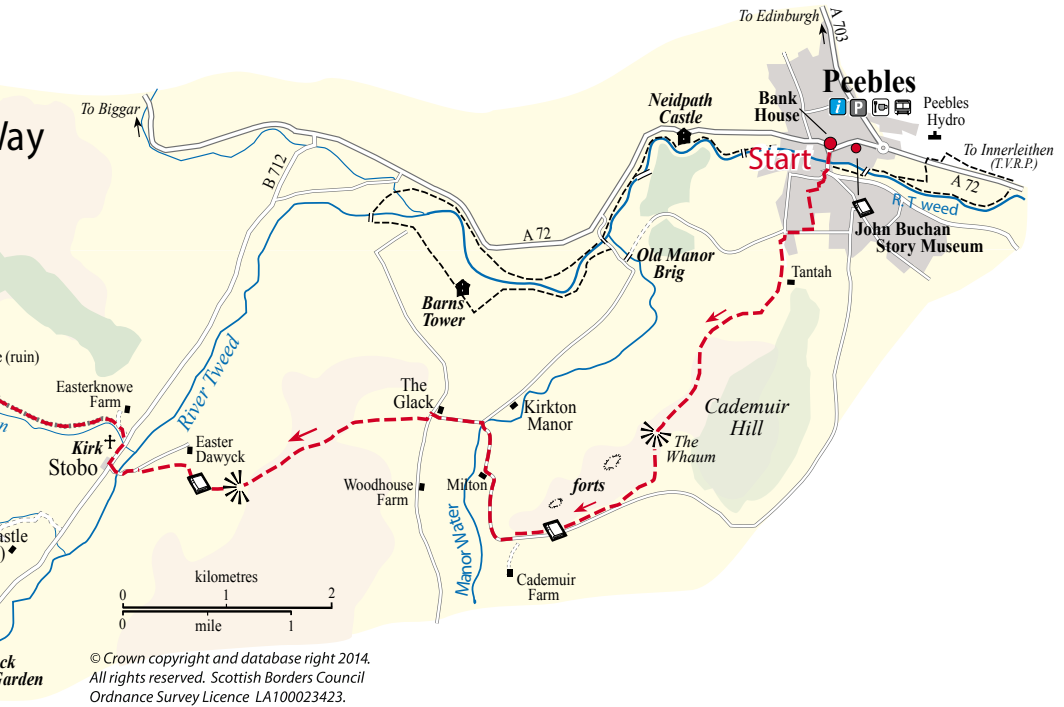 To Edinburgh
A 703
Peebles
i P
Bank
House
Neidpath
Castle
Peebles
Hydro
To Biggar
Way
Start
To Innerleithen
(T.V.R.P.)
A 72
R. Tweed
B 712
John Buchan
Story Museum
A 72
Old Manor
Brig
Tantah
Barns
Tower
River Tweed
e (ruin)
Easterknowe
Farm
The
Glack
Kirkton
Manor
Cademuir
Hill
n
Kirk
Stobo
Easter
Dawyck
The
Whaum
Woodhouse
Farm
Milton
forts
Manor Water
astle
)
Cademuir
Farm
kilometres
0 1 2
0 mile 1
ck
Garden
© Crown copyright and database right 2014.
All rights reserved. Scottish Borders Council
Ordnance Survey Licence LA100023423.